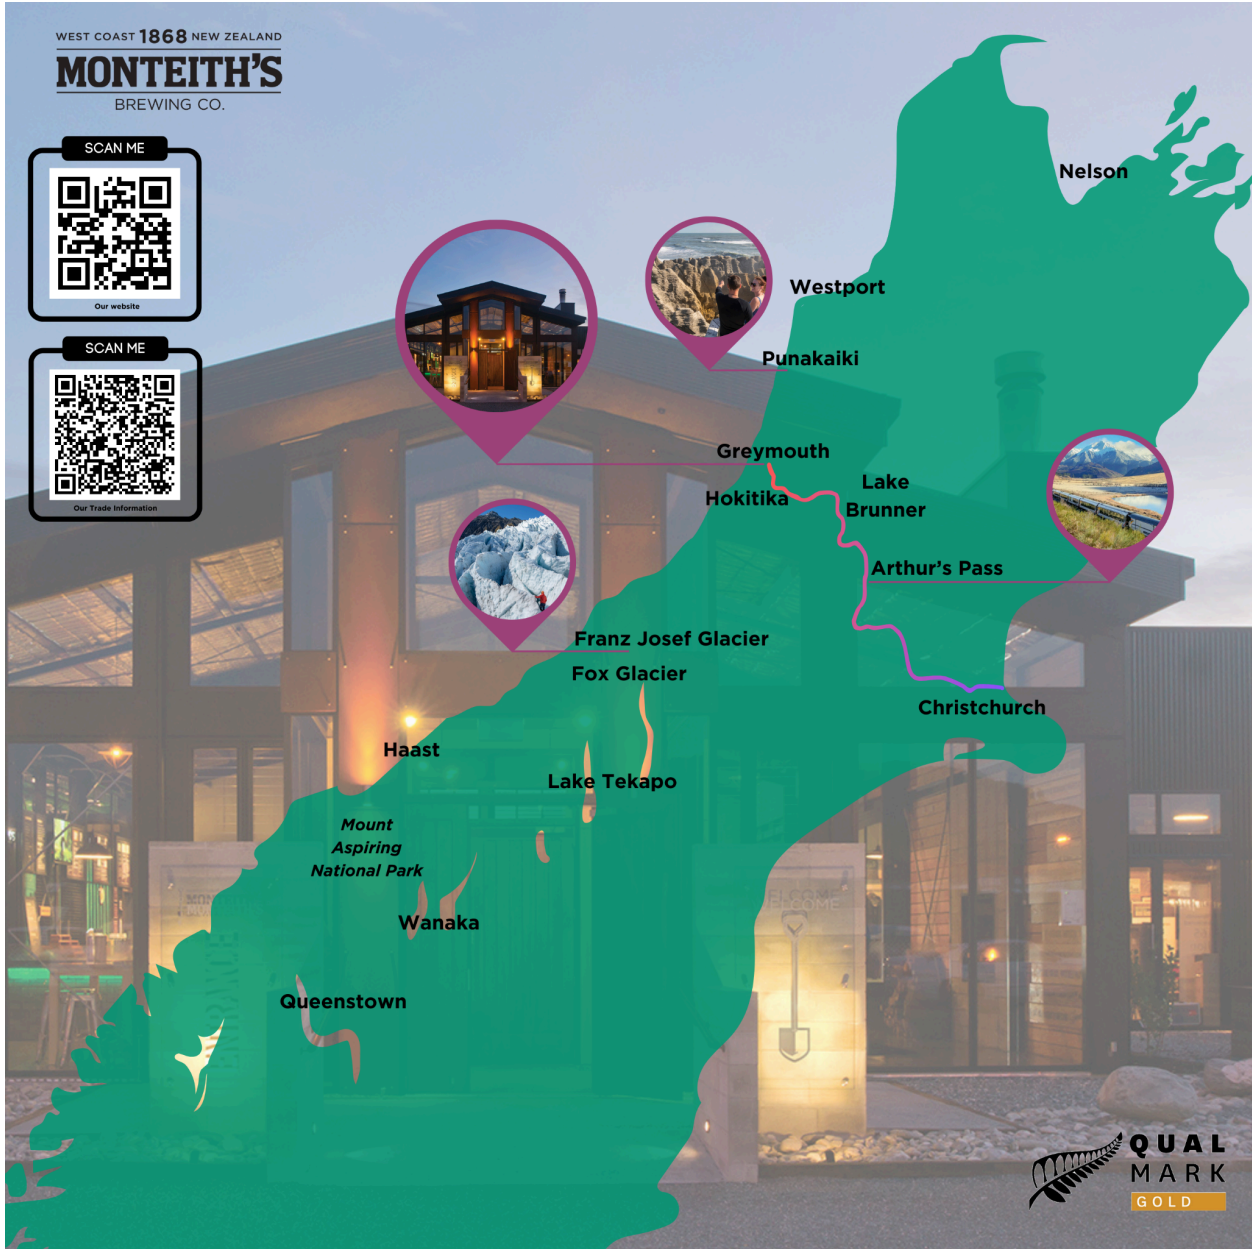 WEST COAST 1868 NEW ZEALAND
MONTEITH'S
BREWING CO.
SCAN ME
Our website
SCAN ME
Our Trade Information
Nelson
Westport
Punakaiki
Greymouth
Hokitika
Lake
Brunner
Arthur's Pass
Franz Josef Glacier
Fox Glacier
Christchurch
Haast
Lake Tekapo
Mount
Aspiring
National Park
Wanaka
Queenstown
ENTRANCE
WELCOME
QUAL
MARK
GOLD